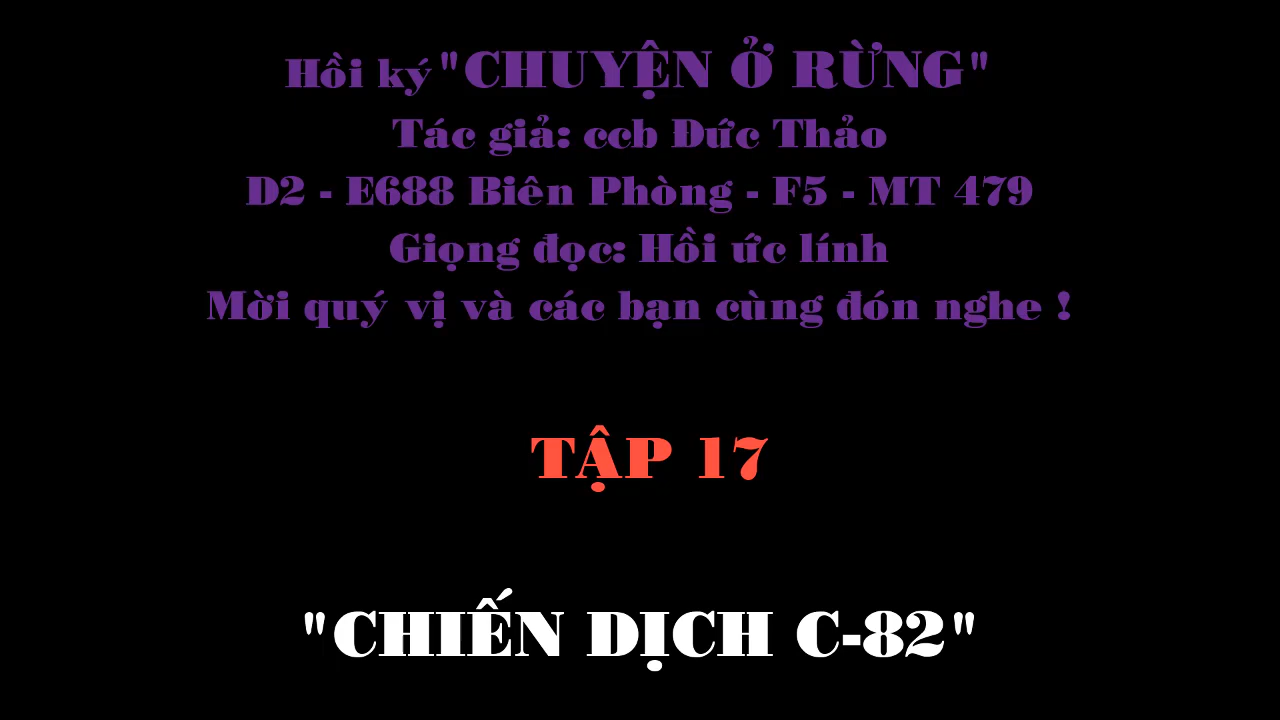 Hồi ký "CHUYỆN Ở RỪNG"
Tác giả: ccb Đức Thảo
D2 - E688 Biên Phòng - F5 - MT 479
Giọng đọc: Hồi ức lính
Mời quý vị và các bạn cùng đón nghe !
TẬP 17
"CHIẾN DỊCH C-82"